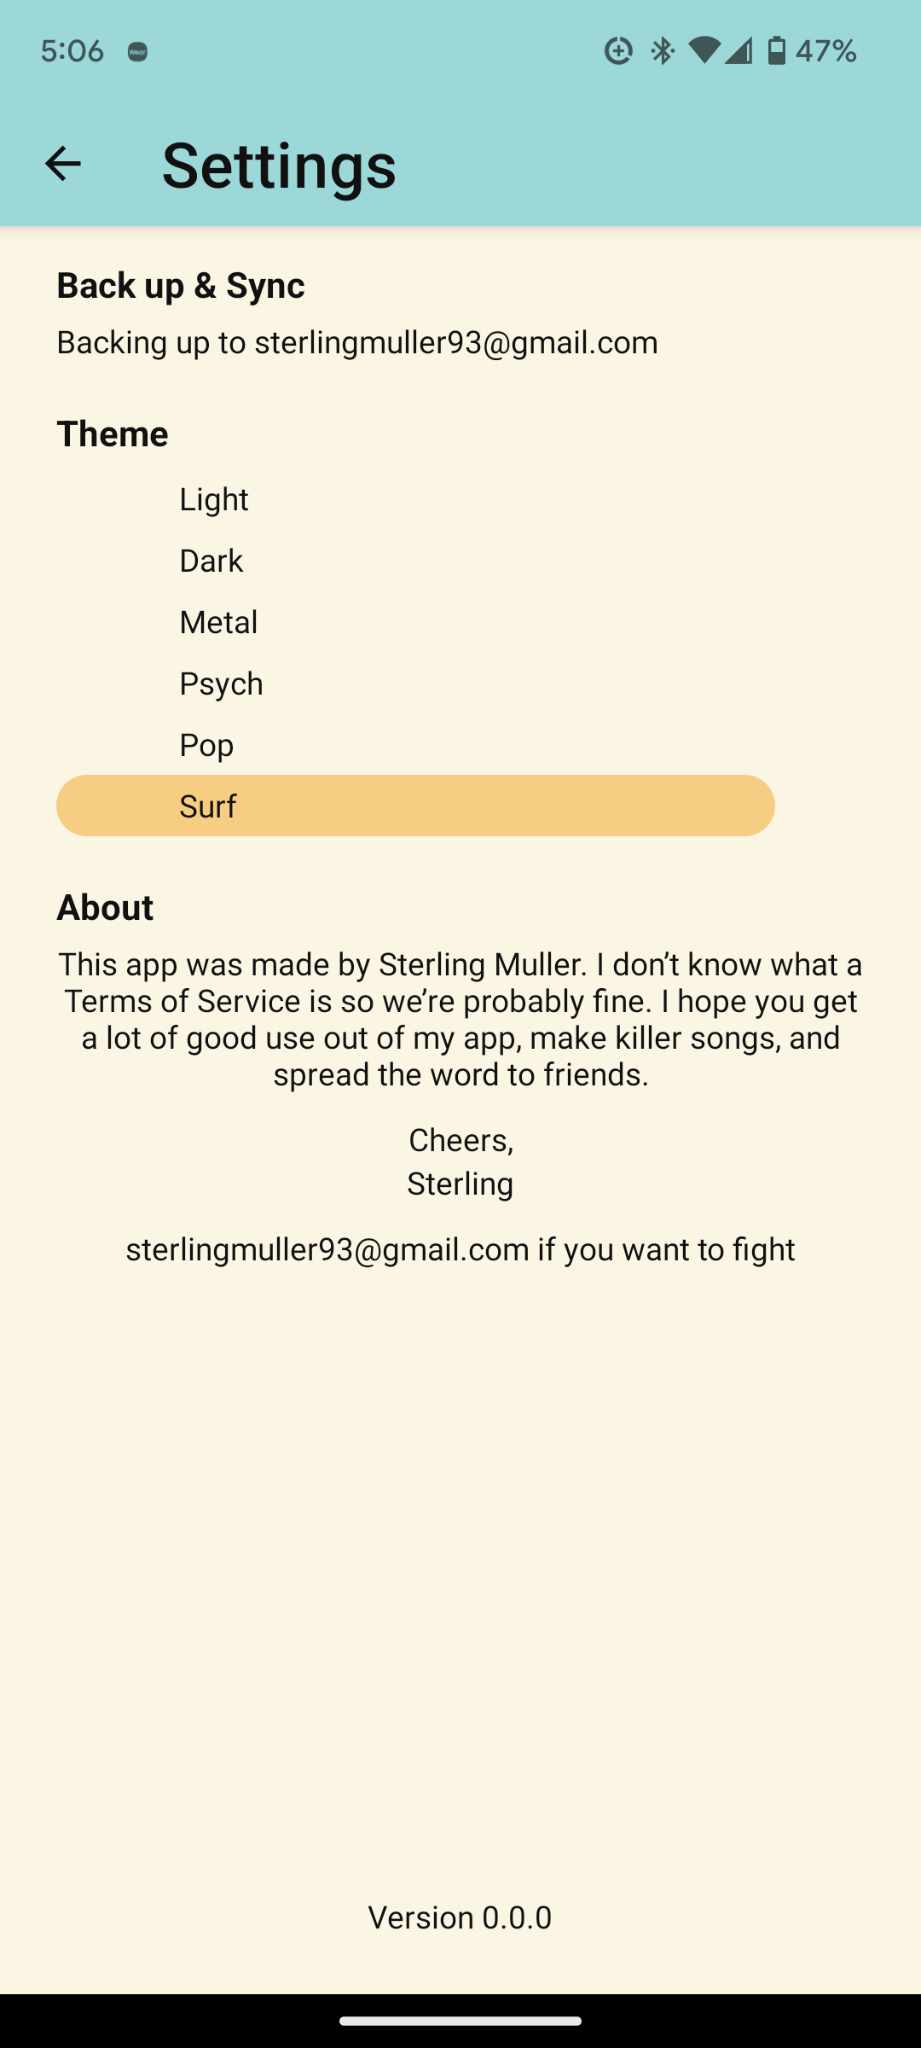 5:06
47%
Settings
Back up & Sync
Backing up to sterlingmuller93@gmail.com
Theme
Light
Dark
Metal
Psych
Pop
Surf
About
This app was made by Sterling Muller. I don’t know what a
Terms of Service is so we’re probably fine. I hope you get
a lot of good use out of my app, make killer songs, and
spread the word to friends.
Cheers,
Sterling
sterlingmuller93@gmail.com if you want to fight
Version 0.0.0